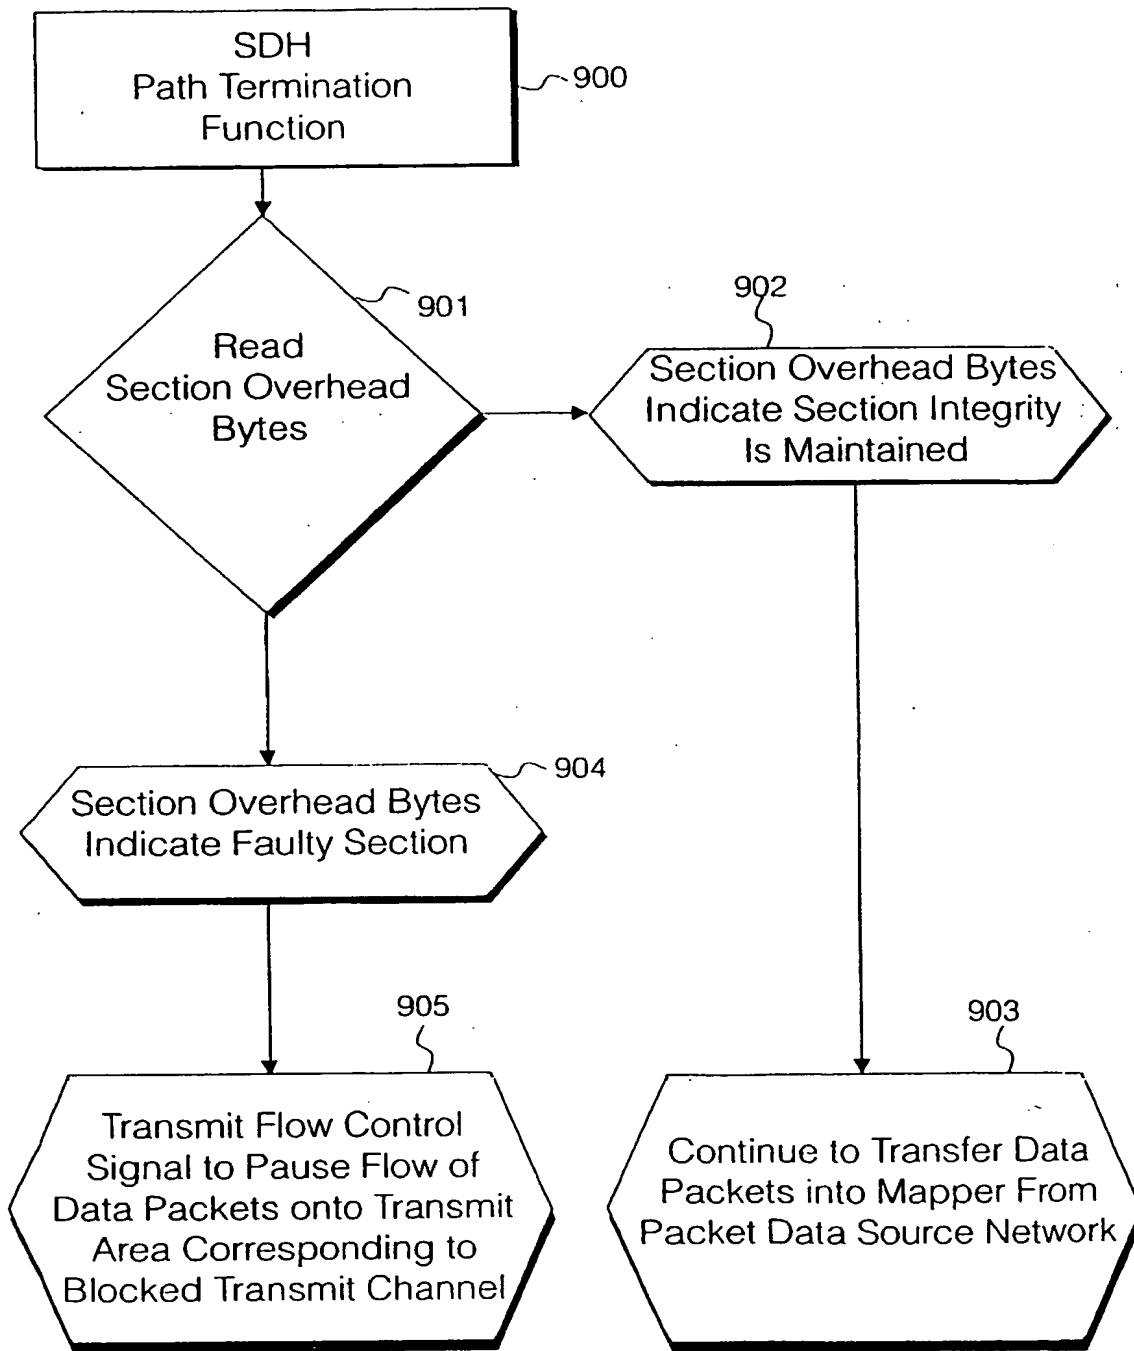 SDH
Path Termination
Function
900
901
Read
Section Overhead
Bytes
902
Section Overhead Bytes
Indicate Section Integrity
Is Maintained
904
Section Overhead Bytes
Indicate Faulty Section
905
Transmit Flow Control
Signal to Pause Flow of
Data Packets onto Transmit
Area Corresponding to
Blocked Transmit Channel
903
Continue to Transfer Data
Packets into Mapper From
Packet Data Source Network